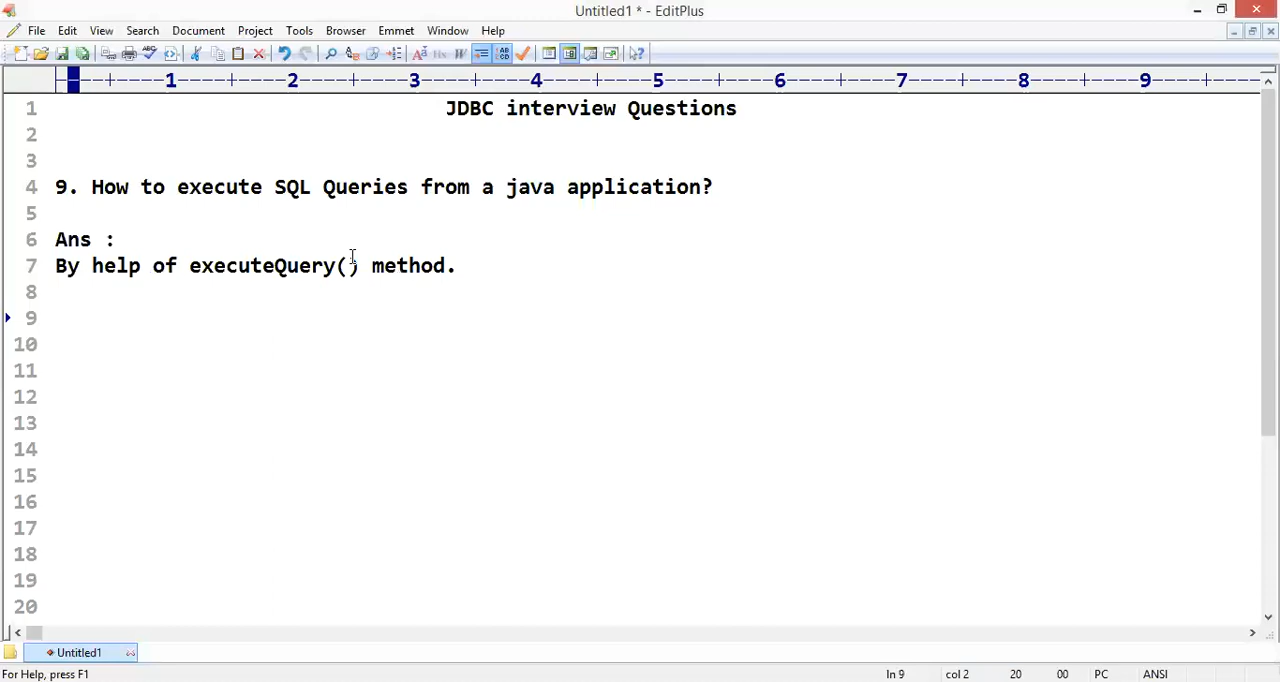 Untitled1 * - EditPlus
File Edit View Search Document Project Tools Browser Emmet Window Help
----+----1----+----2----+----3----+----4----+----5----+----6----+----7----+----8----+----9----+--
1 JDBC interview Questions
2
3
4 9. How to execute SQL Queries from a java application?
5
6 Ans :
7 By help of executeQuery() method.
8
9
10
11
12
13
14
15
16
17
18
19
20
Untitled1
For Help, press F1 ln 9 col 2 20 00 PC ANSI